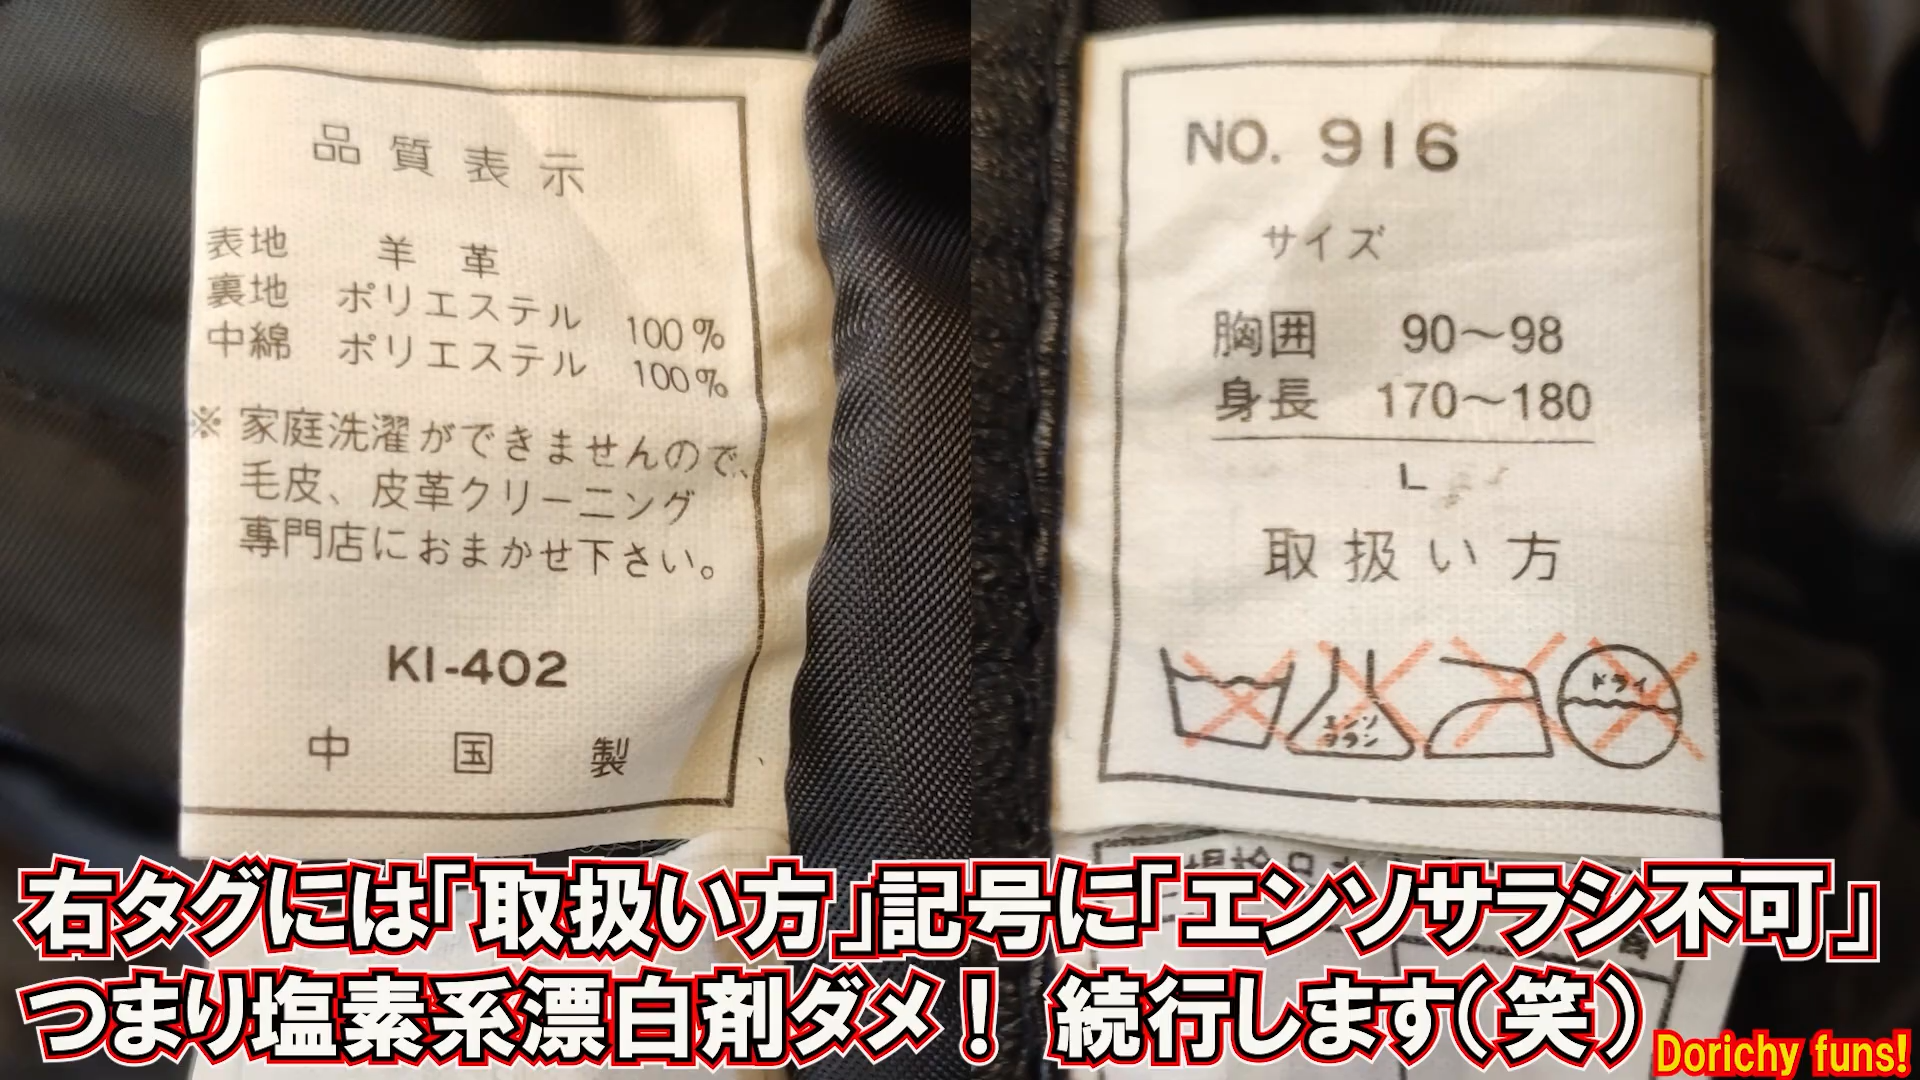 品質表示
表地 羊革
裏地 ポリエステル 100%
中綿 ポリエステル 100%
※ 家庭洗濯ができませんので、
毛皮、皮革クリーニング
專門店におまかせ下さい。
KI-402
中国製
NO. 916
サイズ
胸囲 90〜98
身長 170〜180
L
取扱い方
エンソ
サラシ
ドライ
右タグには「取扱い方」記号に「エンソサラシ不可」
つまり塩素系漂白剤ダメ! 続行します(笑)
Dorichy funs!